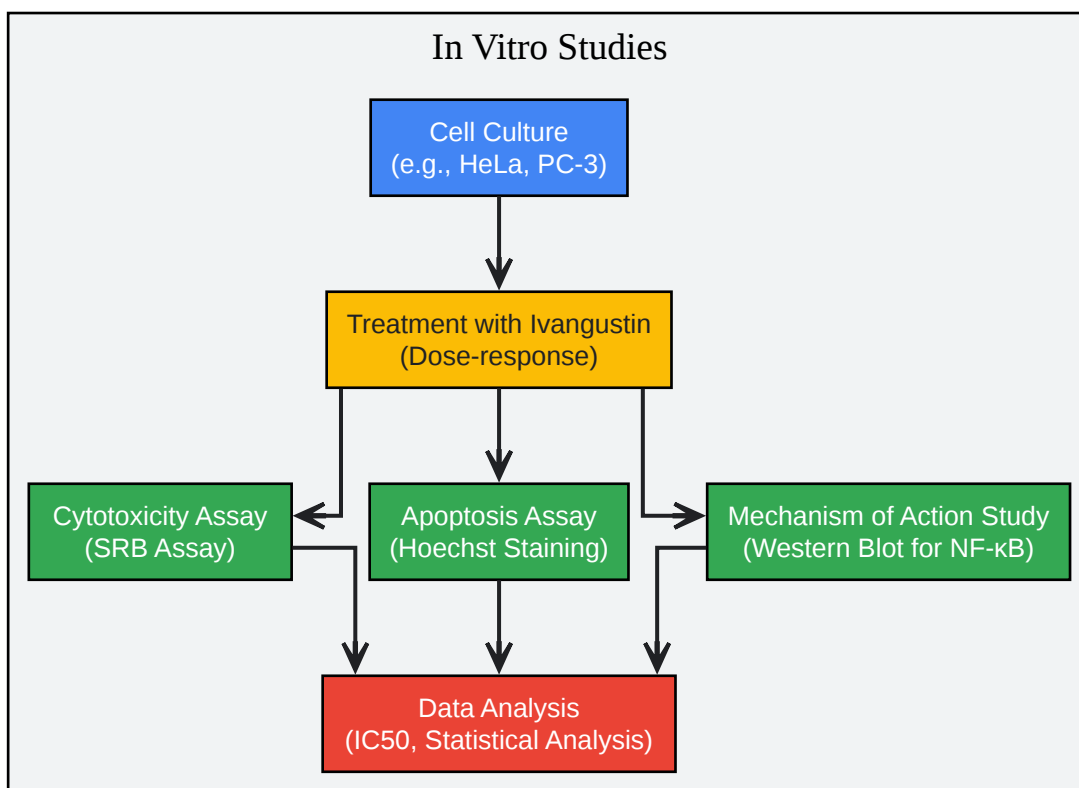 In Vitro Studies
Cell Culture
(e.g., HeLa, PC-3)
Treatment with Ivangustin
(Dose-response)
Cytotoxicity Assay
(SRB Assay)
Apoptosis Assay
(Hoechst Staining)
Mechanism of Action Study
(Western Blot for NF-κB)
Data Analysis
(IC50, Statistical Analysis)